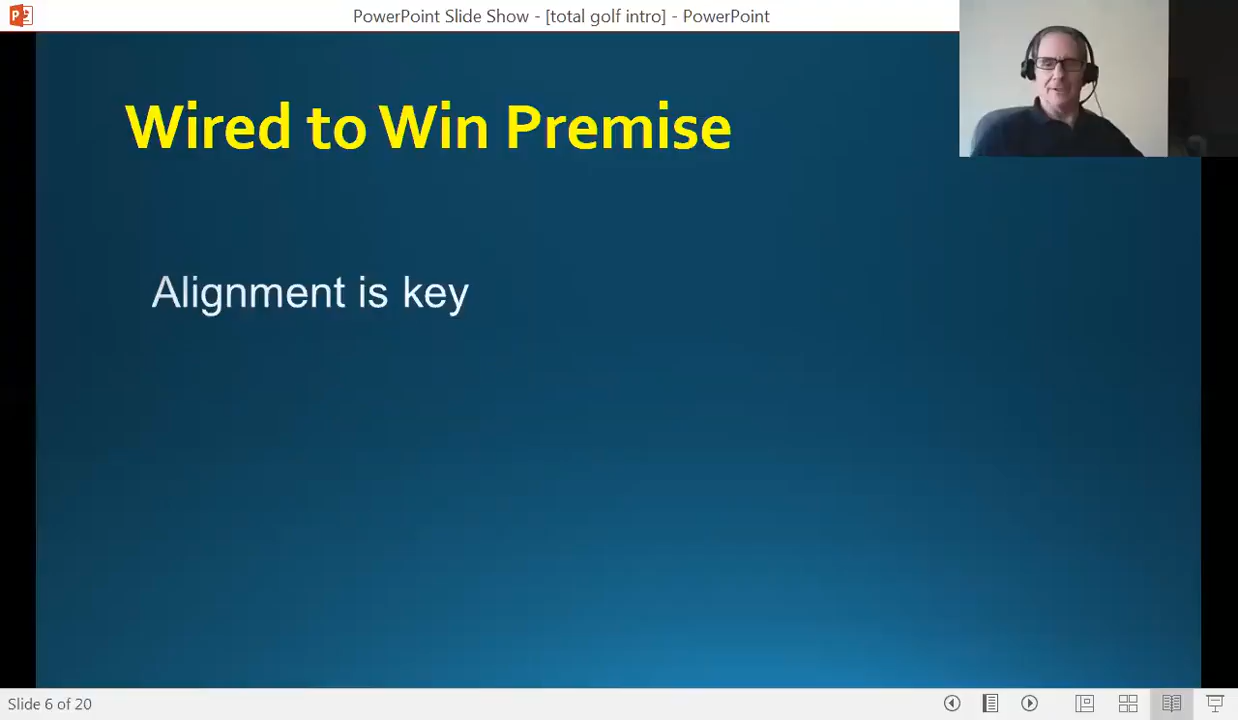 PowerPoint Slide Show - [total golf intro] - PowerPoint
Wired to Win Premise
Alignment is key
Slide 6 of 20